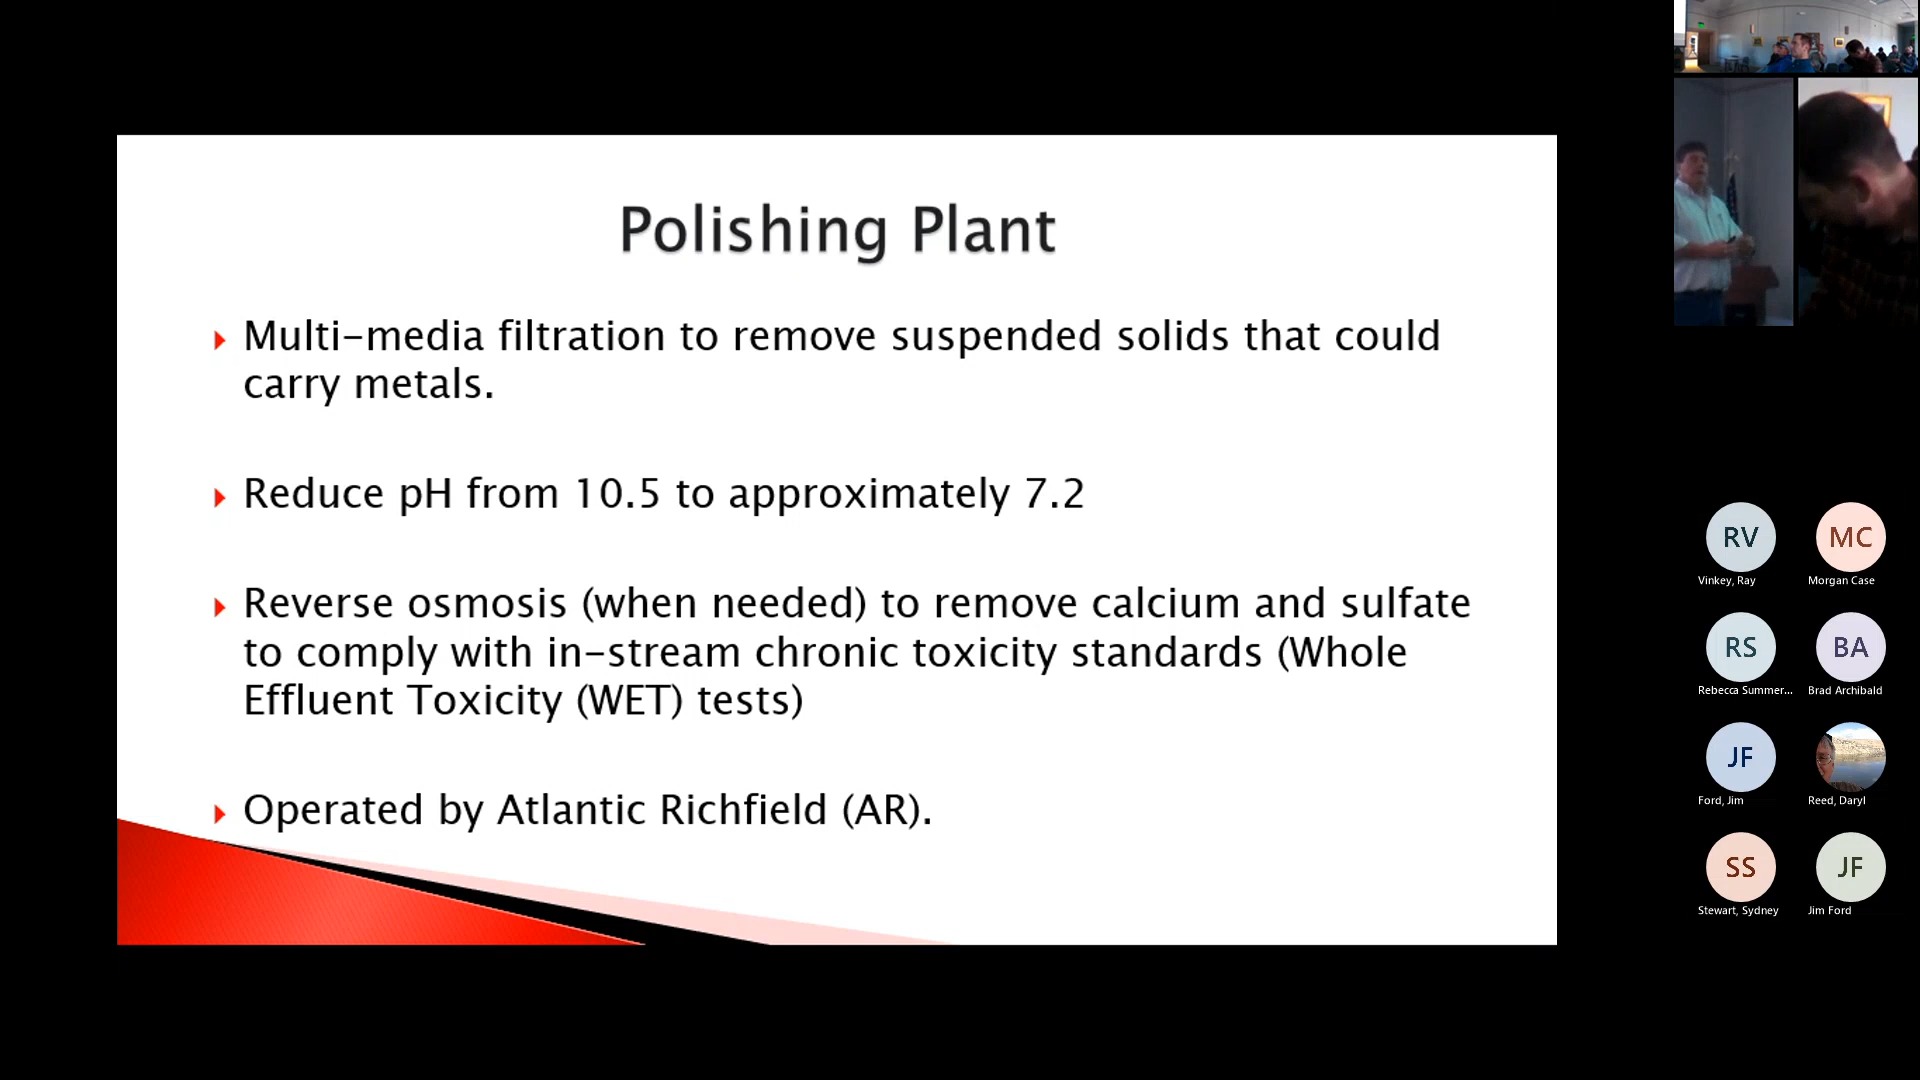 Polishing Plant
Multi-media filtration to remove suspended solids that could
carry metals.
Reduce pH from 10.5 to approximately 7.2
Reverse osmosis (when needed) to remove calcium and sulfate
to comply with in-stream chronic toxicity standards (Whole
Effluent Toxicity (WET) tests)
Operated by Atlantic Richfield (AR).
RV
Vinkey, Ray
MC
Morgan Case
RS
Rebecca Summer...
BA
Brad Archibald
JF
Ford, Jim
Reed, Daryl
SS
Stewart, Sydney
JF
Jim Ford